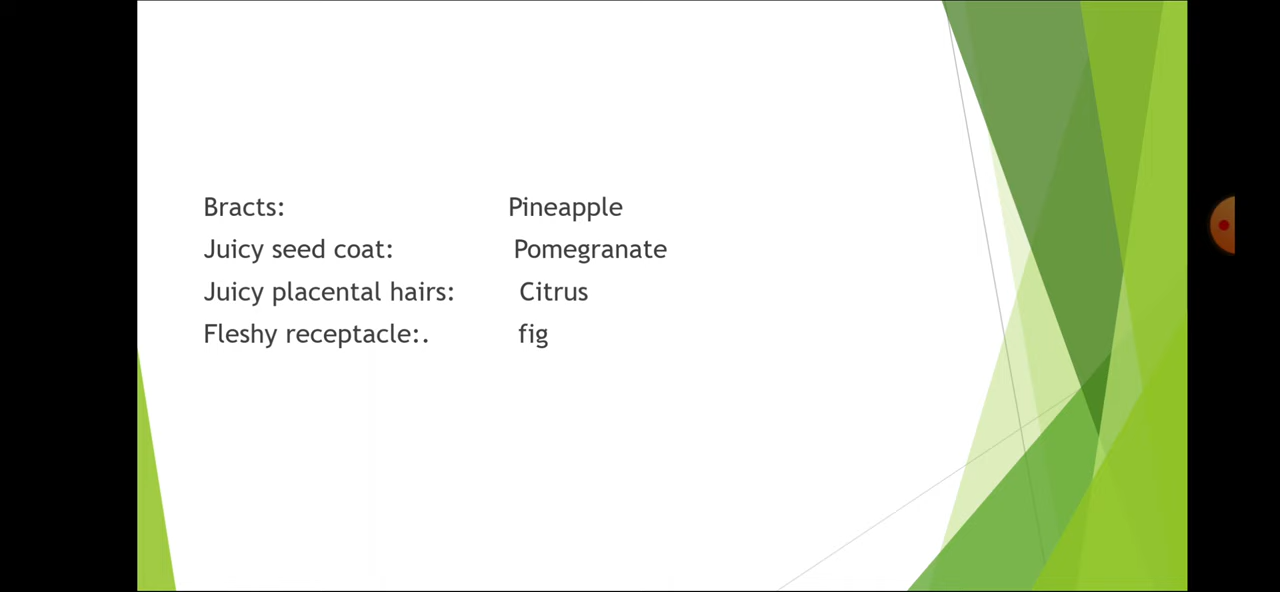 Bracts: Pineapple
Juicy seed coat: Pomegranate
Juicy placental hairs: Citrus
Fleshy receptacle:. fig